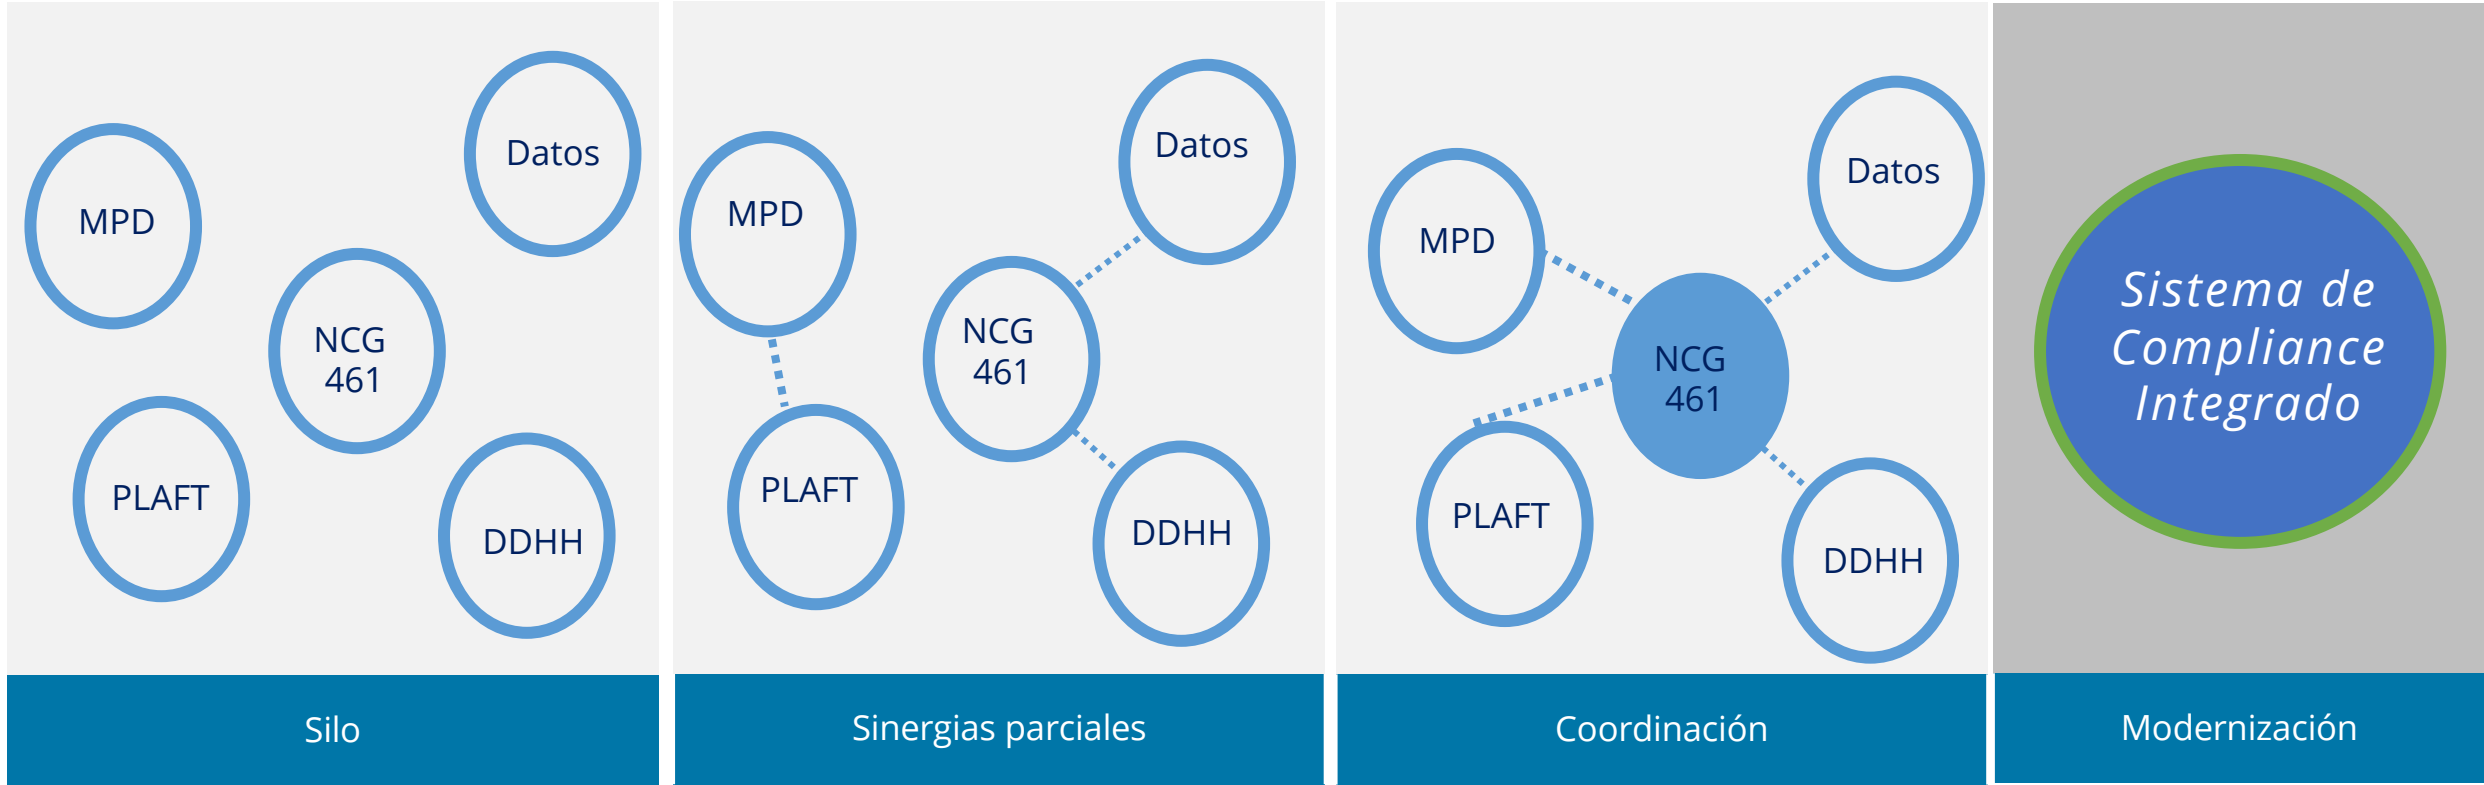 MPD
Datos
NCG
461
PLAFT
DDHH
Silo
MPD
Datos
NCG
461
PLAFT
DDHH
Sinergias parciales
MPD
Datos
NCG
461
PLAFT
DDHH
Coordinación
Sistema de
Compliance
Integrado
Modernización